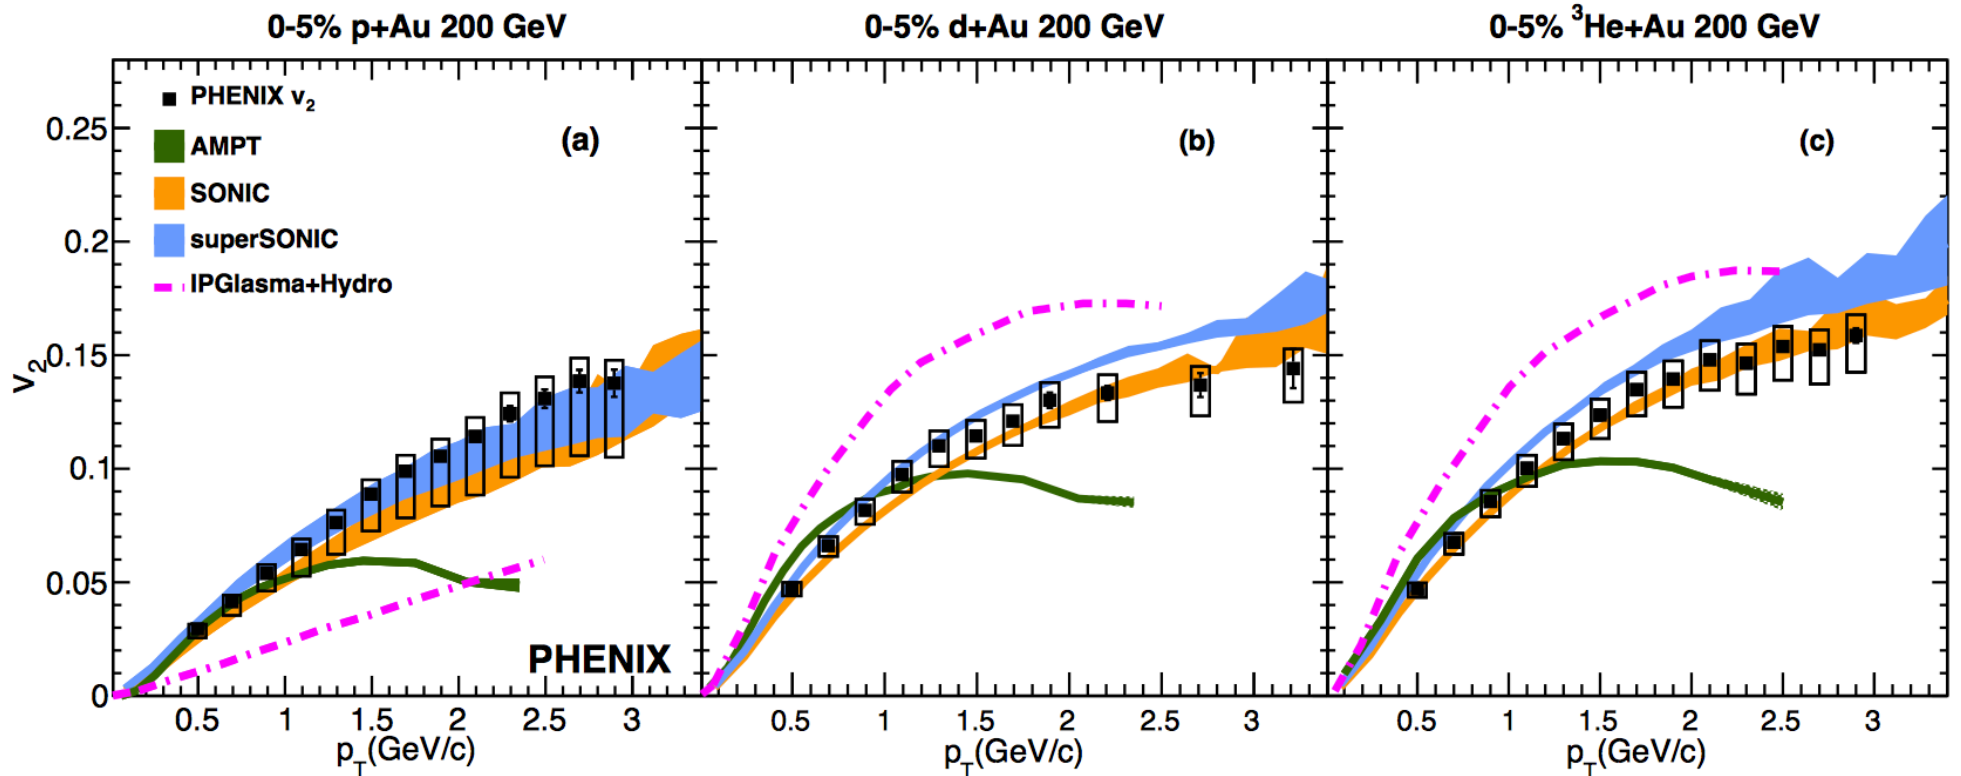 0-5% p+Au 200 GeV
0-5% d+Au 200 GeV
0-5% ³He+Au 200 GeV
PHENIX v₂
AMPT
SONIC
superSONIC
IPGlasma+Hydro
(a)
(b)
(c)
0.25
0.2
0.15
0.1
0.05
0
v₂
PHENIX
0.5 1 1.5 2 2.5 3
0.5 1 1.5 2 2.5 3
0.5 1 1.5 2 2.5 3
p_T(GeV/c)
p_T(GeV/c)
p_T(GeV/c)